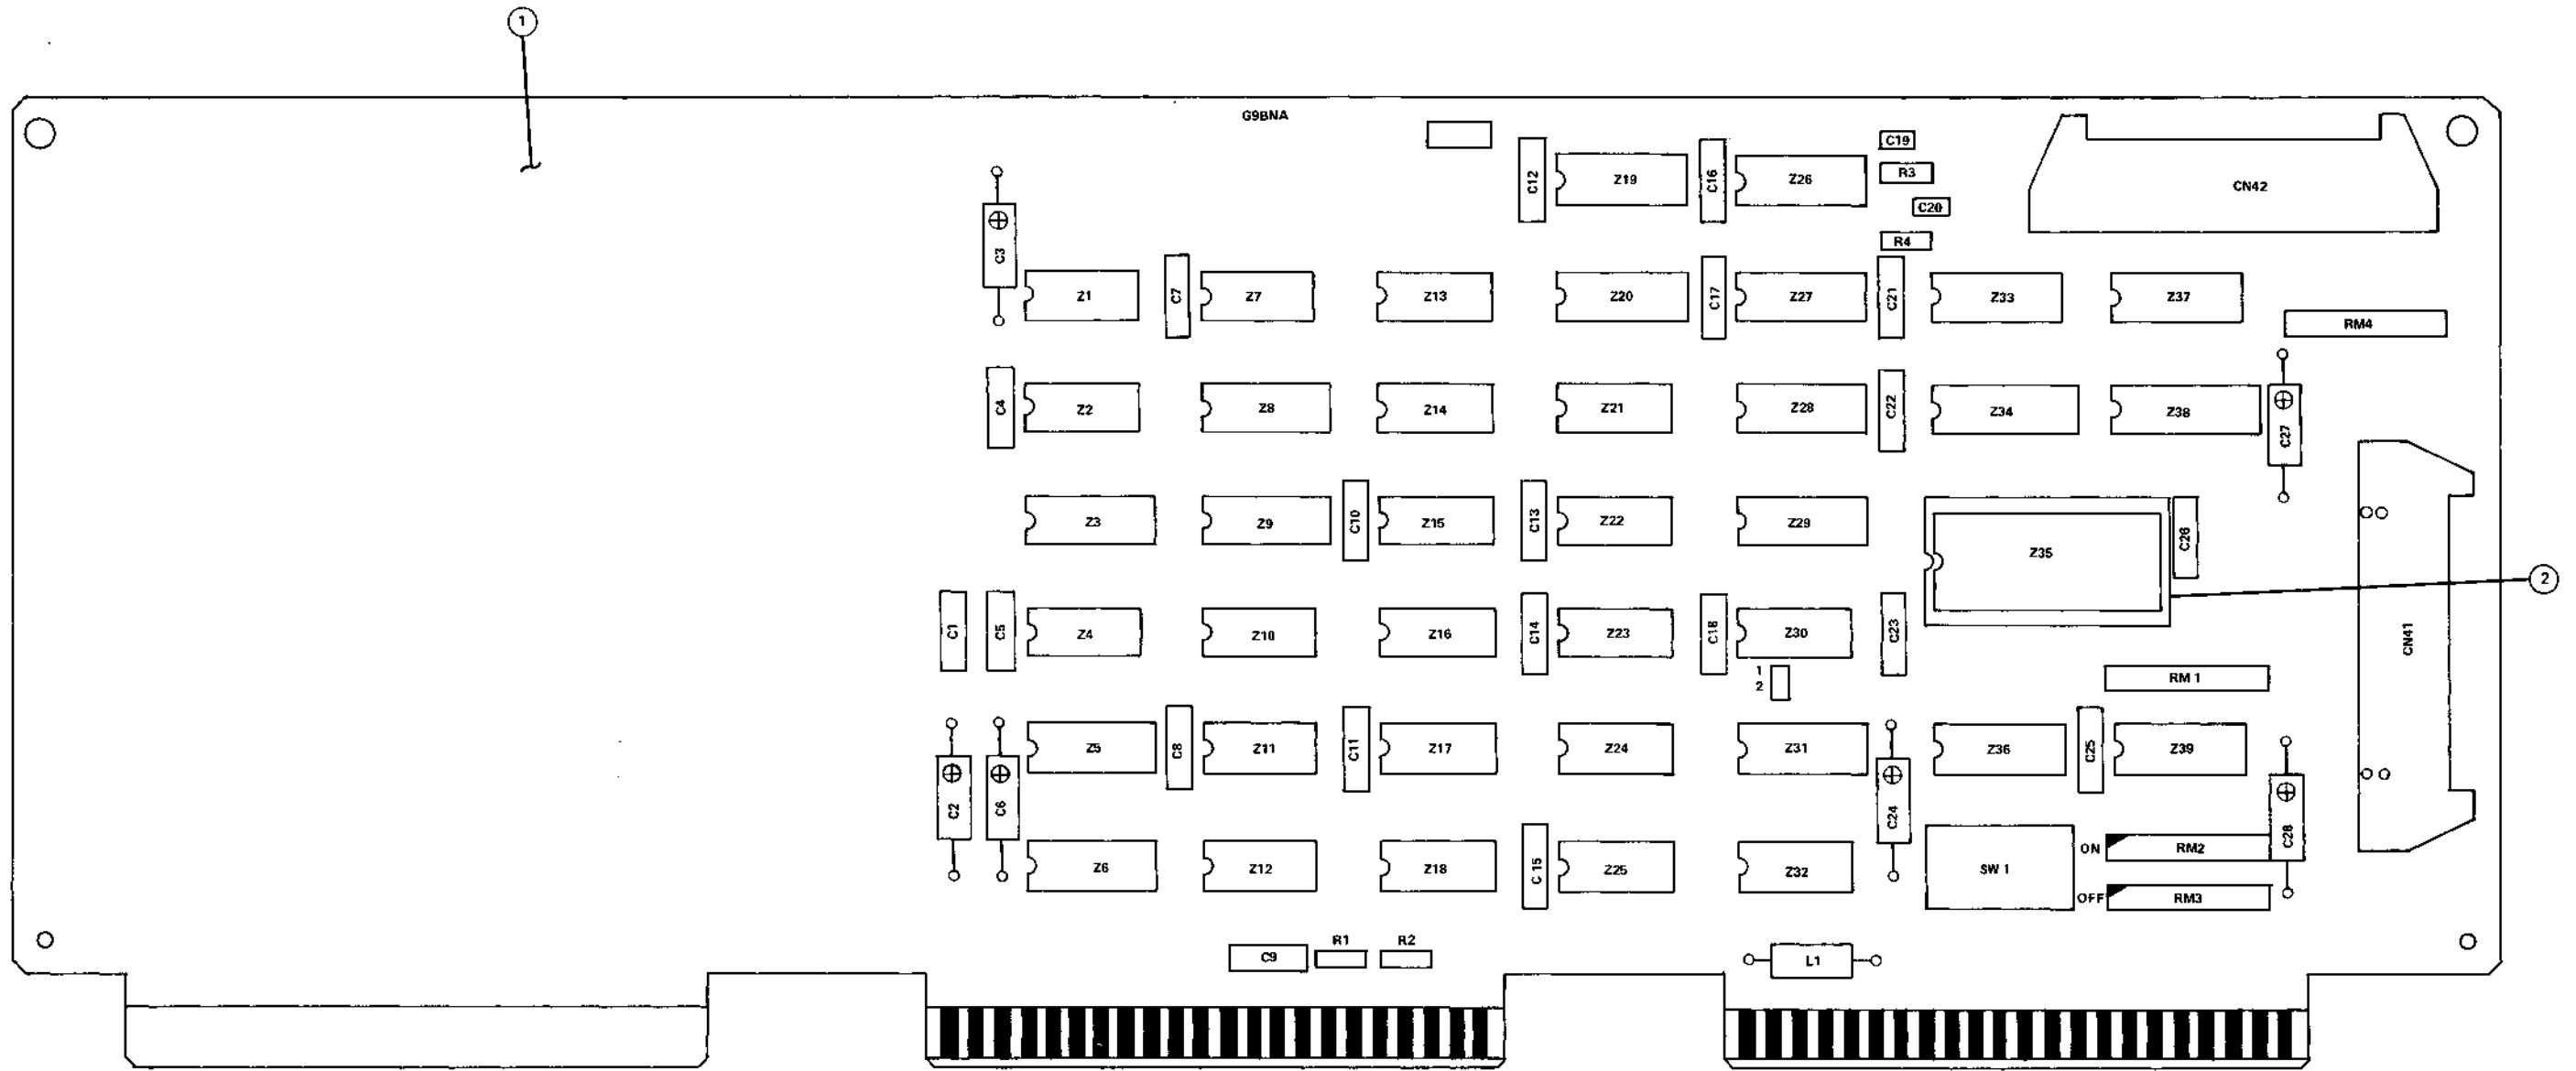 1
G9BNA
C12
Z19
C16
Z26
C19
R3
C20
R4
CN42
C3
Z1
C7
Z7
Z13
Z20
C17
Z27
C21
Z33
Z37
RM4
C4
Z2
Z8
Z14
Z21
Z28
C22
Z34
Z38
C27
Z3
Z9
C10
Z15
C13
Z22
Z29
Z35
C26
2
C1
C5
Z4
Z10
Z16
C14
Z23
C18
Z30
C23
CN41
1
2
RM 1
Z5
C8
Z11
C11
Z17
Z24
Z31
Z36
C25
Z39
C2
C6
C24
C28
Z6
Z12
Z18
C 15
Z25
Z32
SW 1
ON
RM2
OFF
RM3
C9
R1
R2
L1